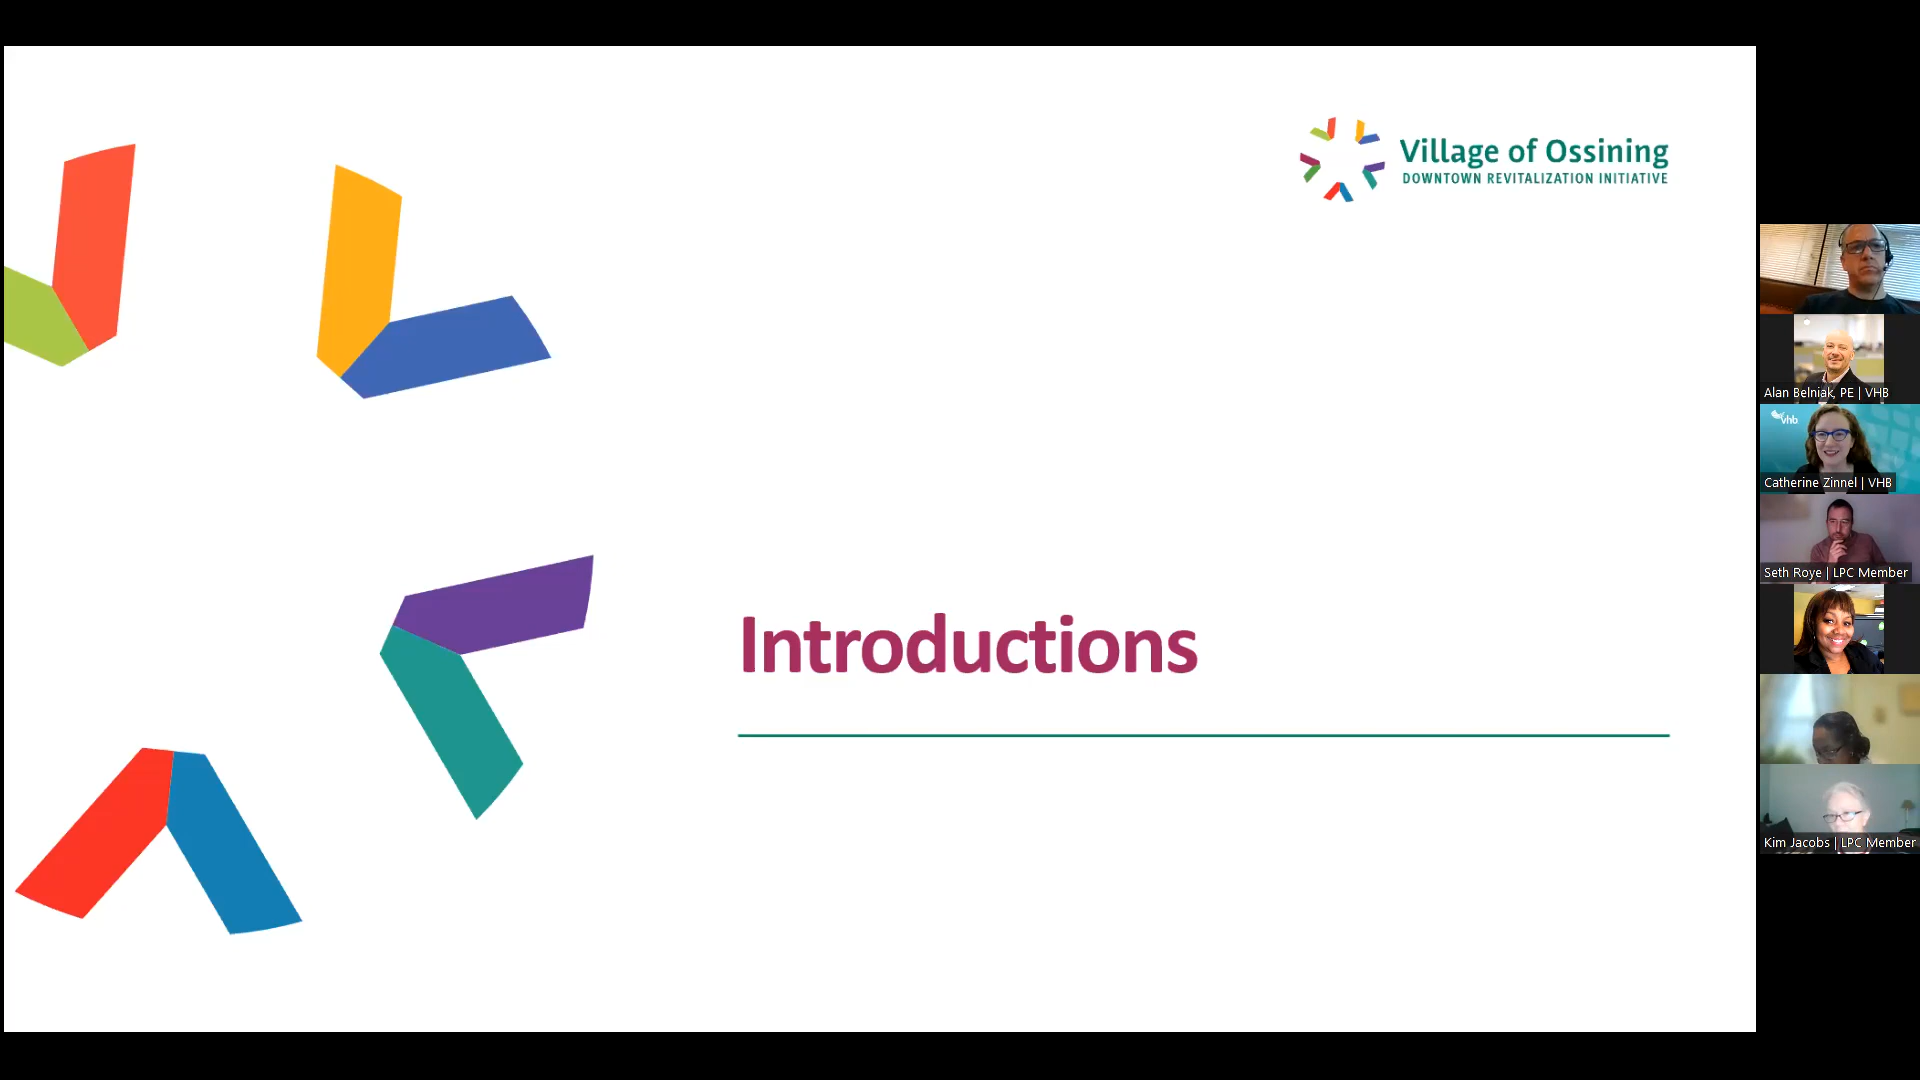 Village of Ossining
DOWNTOWN REVITALIZATION INITIATIVE
Introductions
Alan Belniak, PE | VHB
vhb
Catherine Zinnel | VHB
Seth Roye | LPC Member
Kim Jacobs | LPC Member